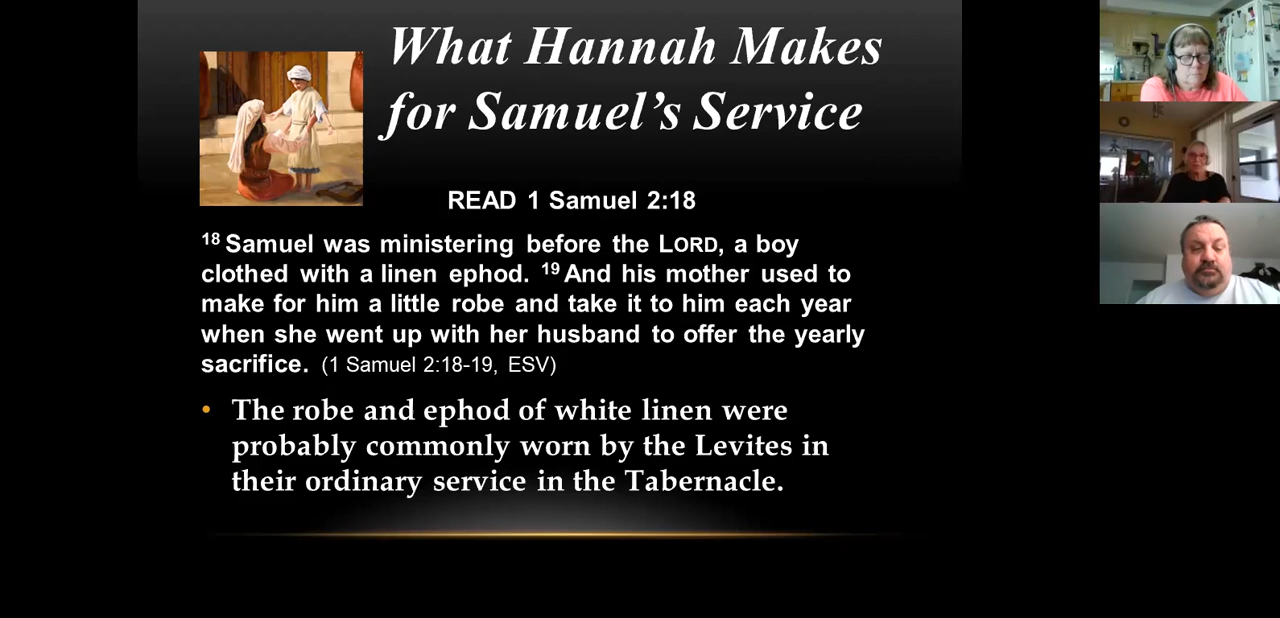 What Hannah Makes
for Samuel's Service
READ 1 Samuel 2:18
18 Samuel was ministering before the LORD, a boy
clothed with a linen ephod. 19 And his mother used to
make for him a little robe and take it to him each year
when she went up with her husband to offer the yearly
sacrifice. (1 Samuel 2:18-19, ESV)
• The robe and ephod of white linen were
probably commonly worn by the Levites in
their ordinary service in the Tabernacle.